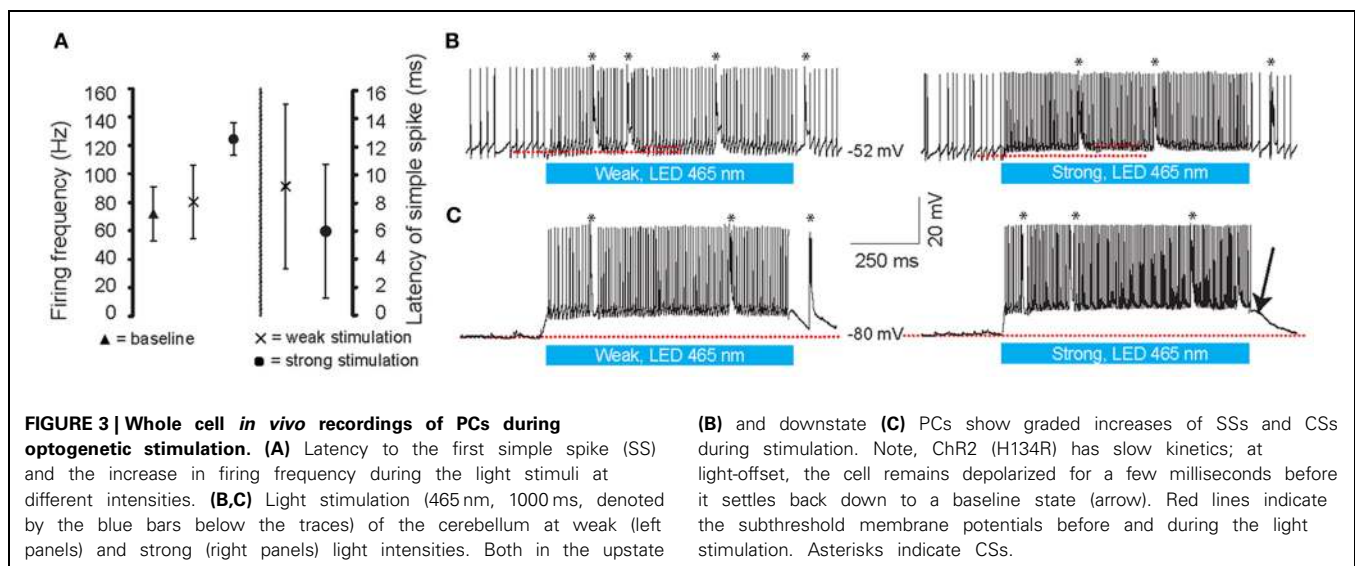 A
Firing frequency (Hz)
160
140
120
100
80
60
40
20
0
16
14
12
10
8
6
4
2
0
Latency of simple spike (ms)
▲ = baseline
× = weak stimulation
● = strong stimulation
B
* * * *
Weak, LED 465 nm
-52 mV
* * *
Strong, LED 465 nm
20 mV
250 ms
C
* * *
Weak, LED 465 nm
-80 mV
* * *
Strong, LED 465 nm
FIGURE 3 | Whole cell in vivo recordings of PCs during
optogenetic stimulation. (A) Latency to the first simple spike (SS)
and the increase in firing frequency during the light stimuli at
different intensities. (B,C) Light stimulation (465 nm, 1000 ms, denoted
by the blue bars below the traces) of the cerebellum at weak (left
panels) and strong (right panels) light intensities. Both in the upstate
(B) and downstate (C) PCs show graded increases of SSs and CSs
during stimulation. Note, ChR2 (H134R) has slow kinetics; at
light-offset, the cell remains depolarized for a few milliseconds before
it settles back down to a baseline state (arrow). Red lines indicate
the subthreshold membrane potentials before and during the light
stimulation. Asterisks indicate CSs.